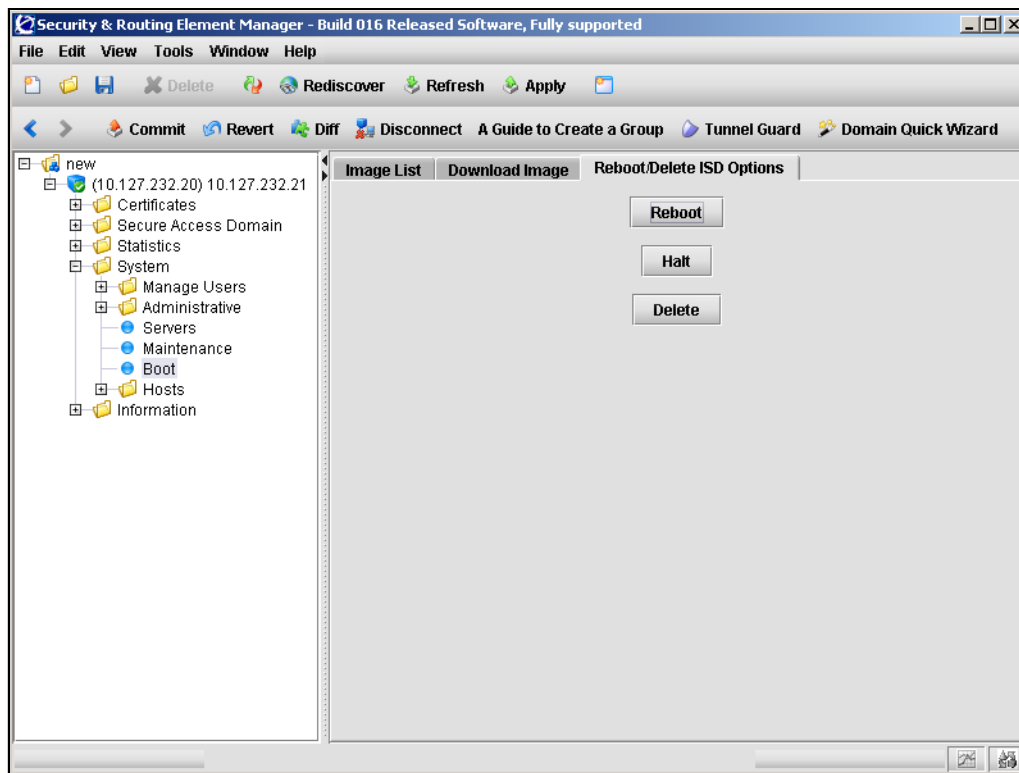 Security & Routing Element Manager - Build 016 Released Software, Fully supported
File Edit View Tools Window Help
Delete Rediscover Refresh Apply
Commit Revert Diff Disconnect A Guide to Create a Group Tunnel Guard Domain Quick Wizard
new
(10.127.232.20) 10.127.232.21
Certificates
Secure Access Domain
Statistics
System
Manage Users
Administrative
Servers
Maintenance
Boot
Hosts
Information
Image List Download Image Reboot/Delete ISD Options
Reboot
Halt
Delete